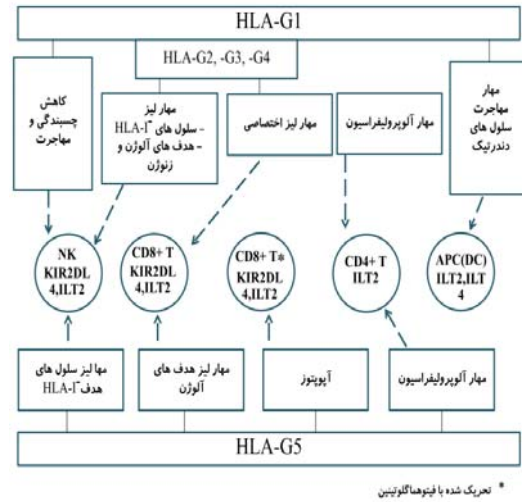 HLA-G1
HLA-G2, -G3, -G4
کاهش
چسبندگی و
مهاجرت
مهار لیز
– سلول های HLA-I⁻
– هدف های آلوژن و
زنوژن
مهار لیز اختصاصی
مهار آلوپرولیفراسیون
مهار
مهاجرت
سلول های
دندرتیک
NK
KIR2DL
4,ILT2
CD8+ T
KIR2DL
4,ILT2
CD8+ T*
KIR2DL
4,ILT2
CD4+ T
ILT2
APC(DC)
ILT2,ILT
4
مها لیز سلول های
هدف HLA-I⁻
مهار لیز هدف های
آلوژن
آپوپتوز
مهار آلوپرولیفراسیون
HLA-G5
* تحریک شده با فیتوهماگلوتینین